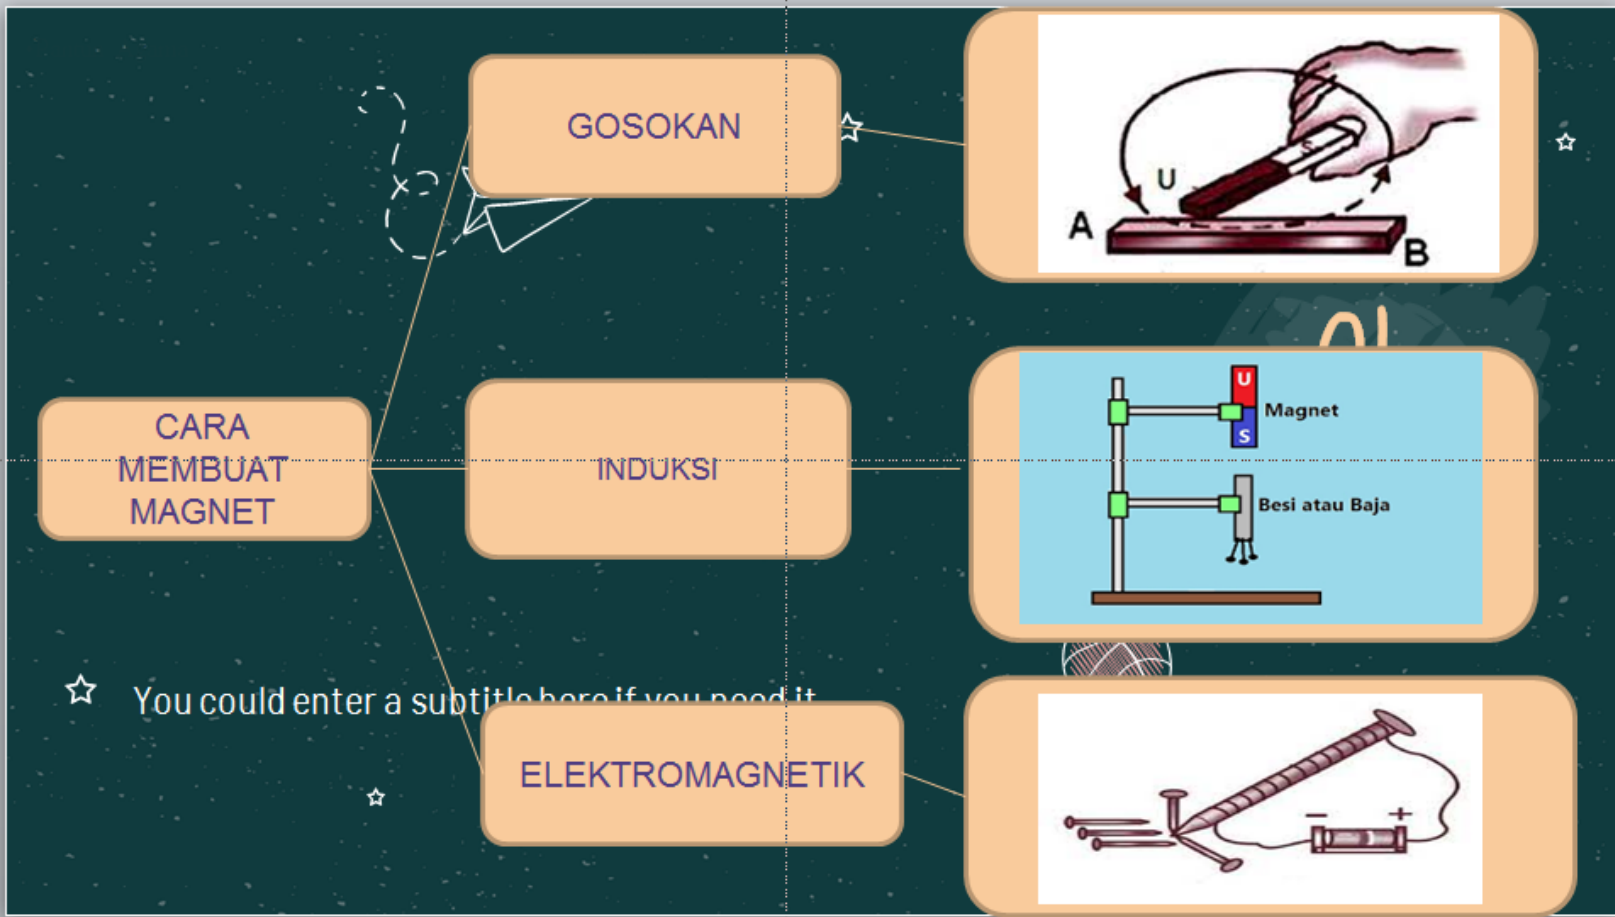 GOSOKAN
S
U
A
B
CARA
MEMBUAT
MAGNET
INDUKSI
U
Magnet
S
Besi atau Baja
You could enter a subtitle here if you need it
ELEKTROMAGNETIK
− +